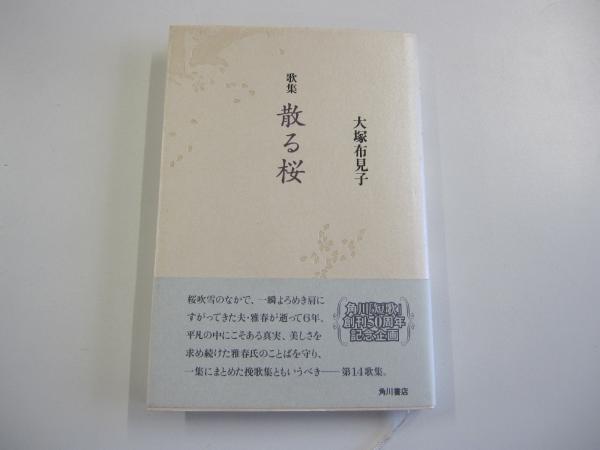 歌集
散る桜
大塚布見子
桜吹雪のなかで、一瞬よろめき肩に
すがってきた夫・雅春が逝って6年、
平凡の中にこそある真実、美しさを
求め続けた雅春氏のことばを守り、
一集にまとめた挽歌集ともいうべき——第14歌集。
角川「短歌」
創刊50周年
記念企画
角川書店